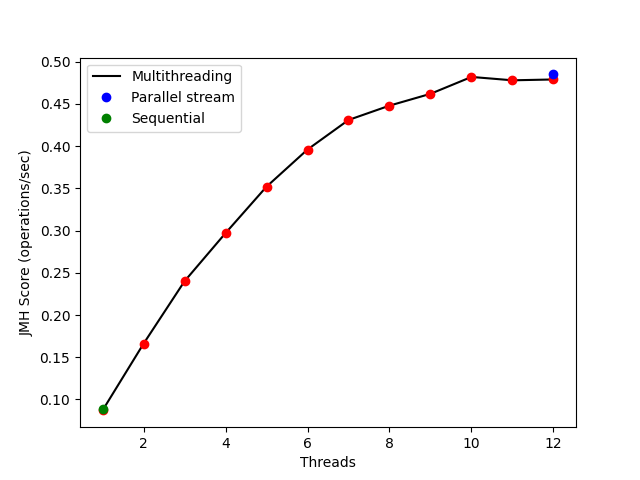 Multithreading
Parallel stream
Sequential
0.50
0.45
0.40
0.35
0.30
0.25
0.20
0.15
0.10
JMH Score (operations/sec)
2 4 6 8 10 12
Threads